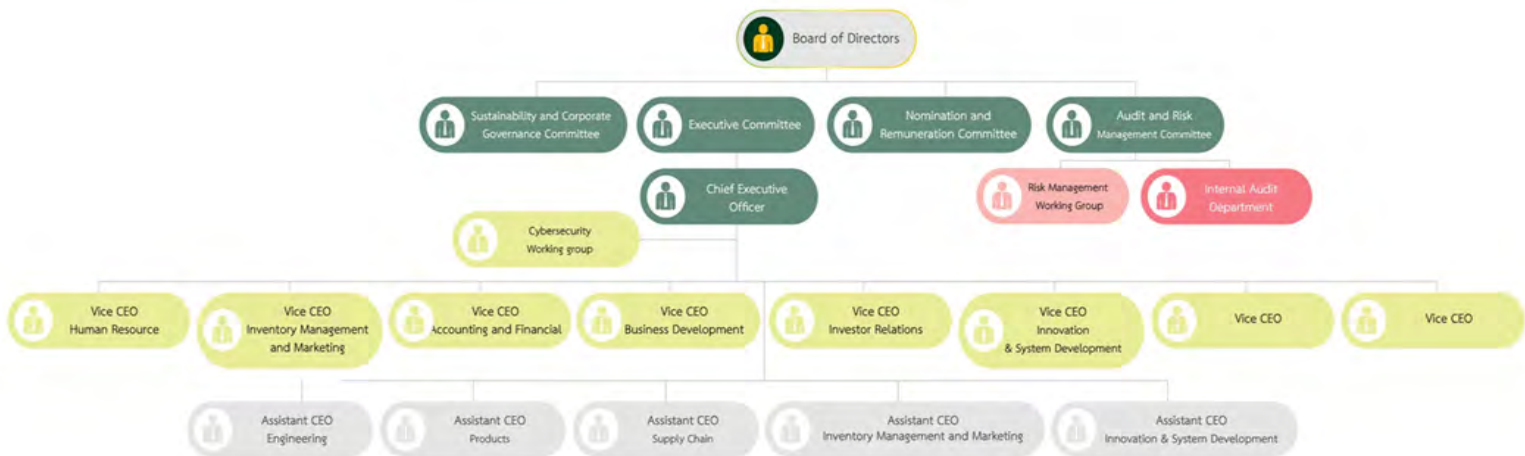 Board of Directors
Sustainability and Corporate
Governance Committee
Executive Committee
Nomination and
Remuneration Committee
Audit and Risk
Management Committee
Chief Executive
Officer
Risk Management
Working Group
Internal Audit
Department
Cybersecurity
Working group
Vice CEO
Human Resource
Vice CEO
Inventory Management
and Marketing
Vice CEO
Accounting and Financial
Vice CEO
Business Development
Vice CEO
Investor Relations
Vice CEO
Innovation
& System Development
Vice CEO
Vice CEO
Assistant CEO
Engineering
Assistant CEO
Products
Assistant CEO
Supply Chain
Assistant CEO
Inventory Management and Marketing
Assistant CEO
Innovation & System Development